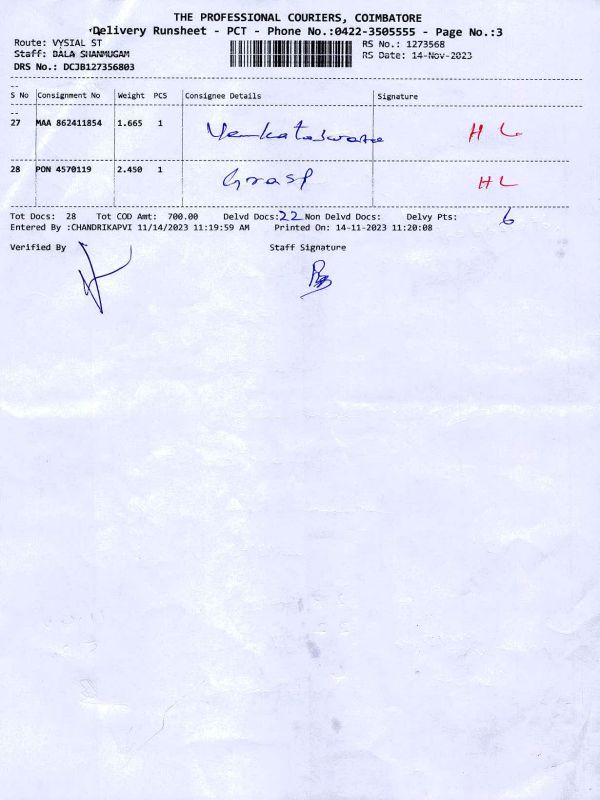 THE PROFESSIONAL COURIERS, COIMBATORE
Delivery Runsheet - PCT - Phone No.:0422-3505555 - Page No.:3
Route: VYSIAL ST RS No.: 1273568
Staff: BALA SHANMUGAM RS Date: 14-Nov-2023
DRS No.: DCJB127356803
S No Consignment No Weight PCS Consignee Details Signature
27 MAA 862411854 1.665 1 Venkateswara H L
28 PON 4570119 2.450 1 Grasp H L
Tot Docs: 28 Tot COD Amt: 700.00 Delvd Docs:22 Non Delvd Docs: Delvy Pts: 6
Entered By :CHANDRIKAPVI 11/14/2023 11:19:59 AM Printed On: 14-11-2023 11:20:08
Verified By Staff Signature